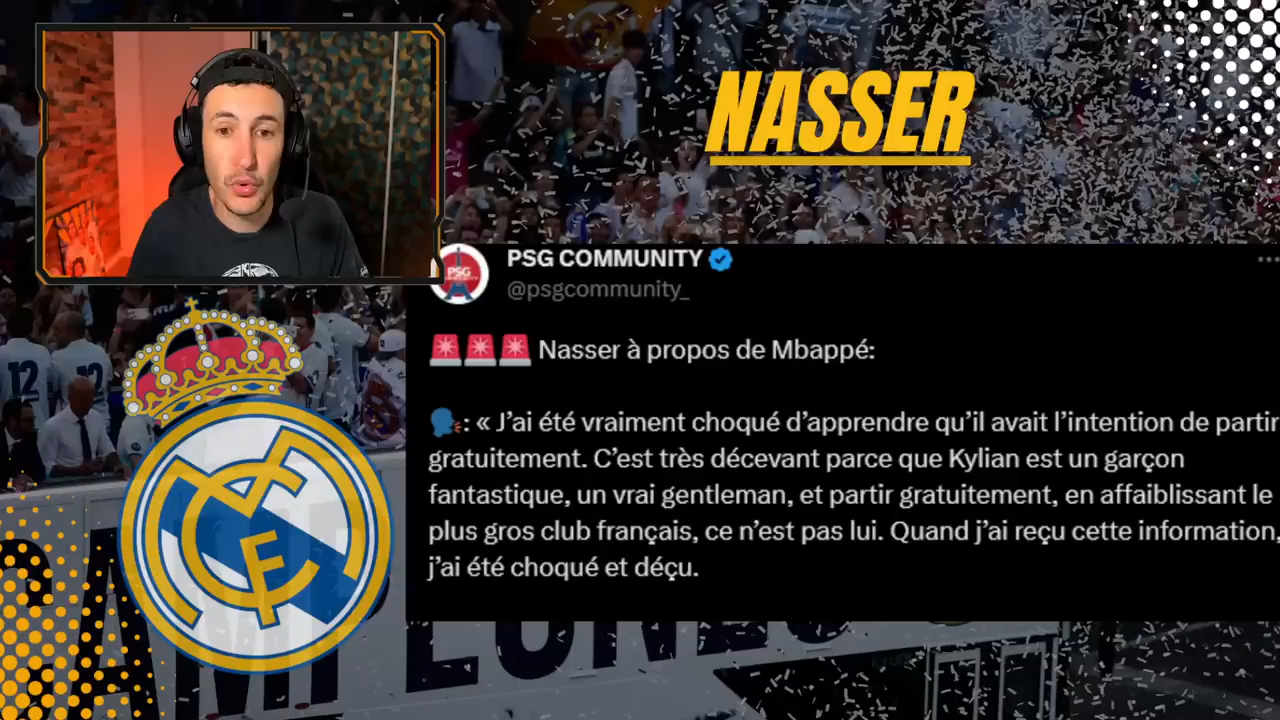 NASSER
PSG COMMUNITY
@psgcommunity_
PSG
Nasser à propos de Mbappé:
: « J’ai été vraiment choqué d’apprendre qu’il avait l’intention de partir
gratuitement. C’est très décevant parce que Kylian est un garçon
fantastique, un vrai gentleman, et partir gratuitement, en affaiblissant le
plus gros club français, ce n’est pas lui. Quand j’ai reçu cette information,
j’ai été choqué et déçu.
12
12